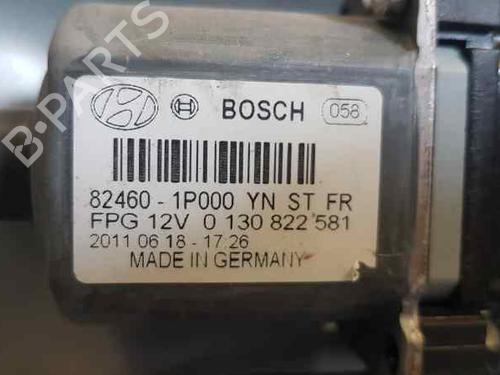 BOSCH 058
82460 - 1P000 YN ST FR
FPG 12V 0 130 822 581
2011 06 18 - 17.26
MADE IN GERMANY
B-PARTS